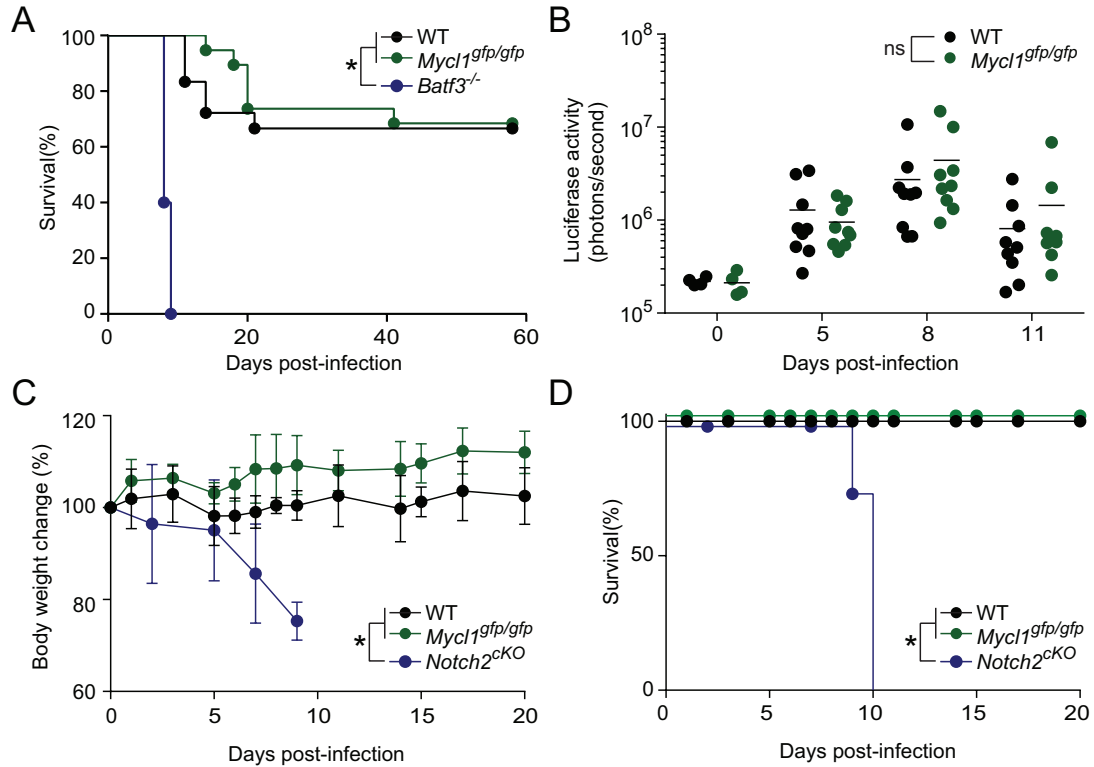 A
Survival(%)
100
80
60
40
20
0
0 20 40 60
Days post-infection
WT
Mycl1gfp/gfp
Batf3-/-
*
B
Luciferase activity
(photons/second)
10⁸
10⁷
10⁶
10⁵
0 5 8 11
Days post-infection
ns
WT
Mycl1gfp/gfp
C
Body weight change (%)
120
100
80
60
0 5 10 15 20
Days post-infection
*
WT
Mycl1gfp/gfp
Notch2cKO
D
Survival(%)
100
50
0
0 5 10 15 20
Days post-infection
*
WT
Mycl1gfp/gfp
Notch2cKO